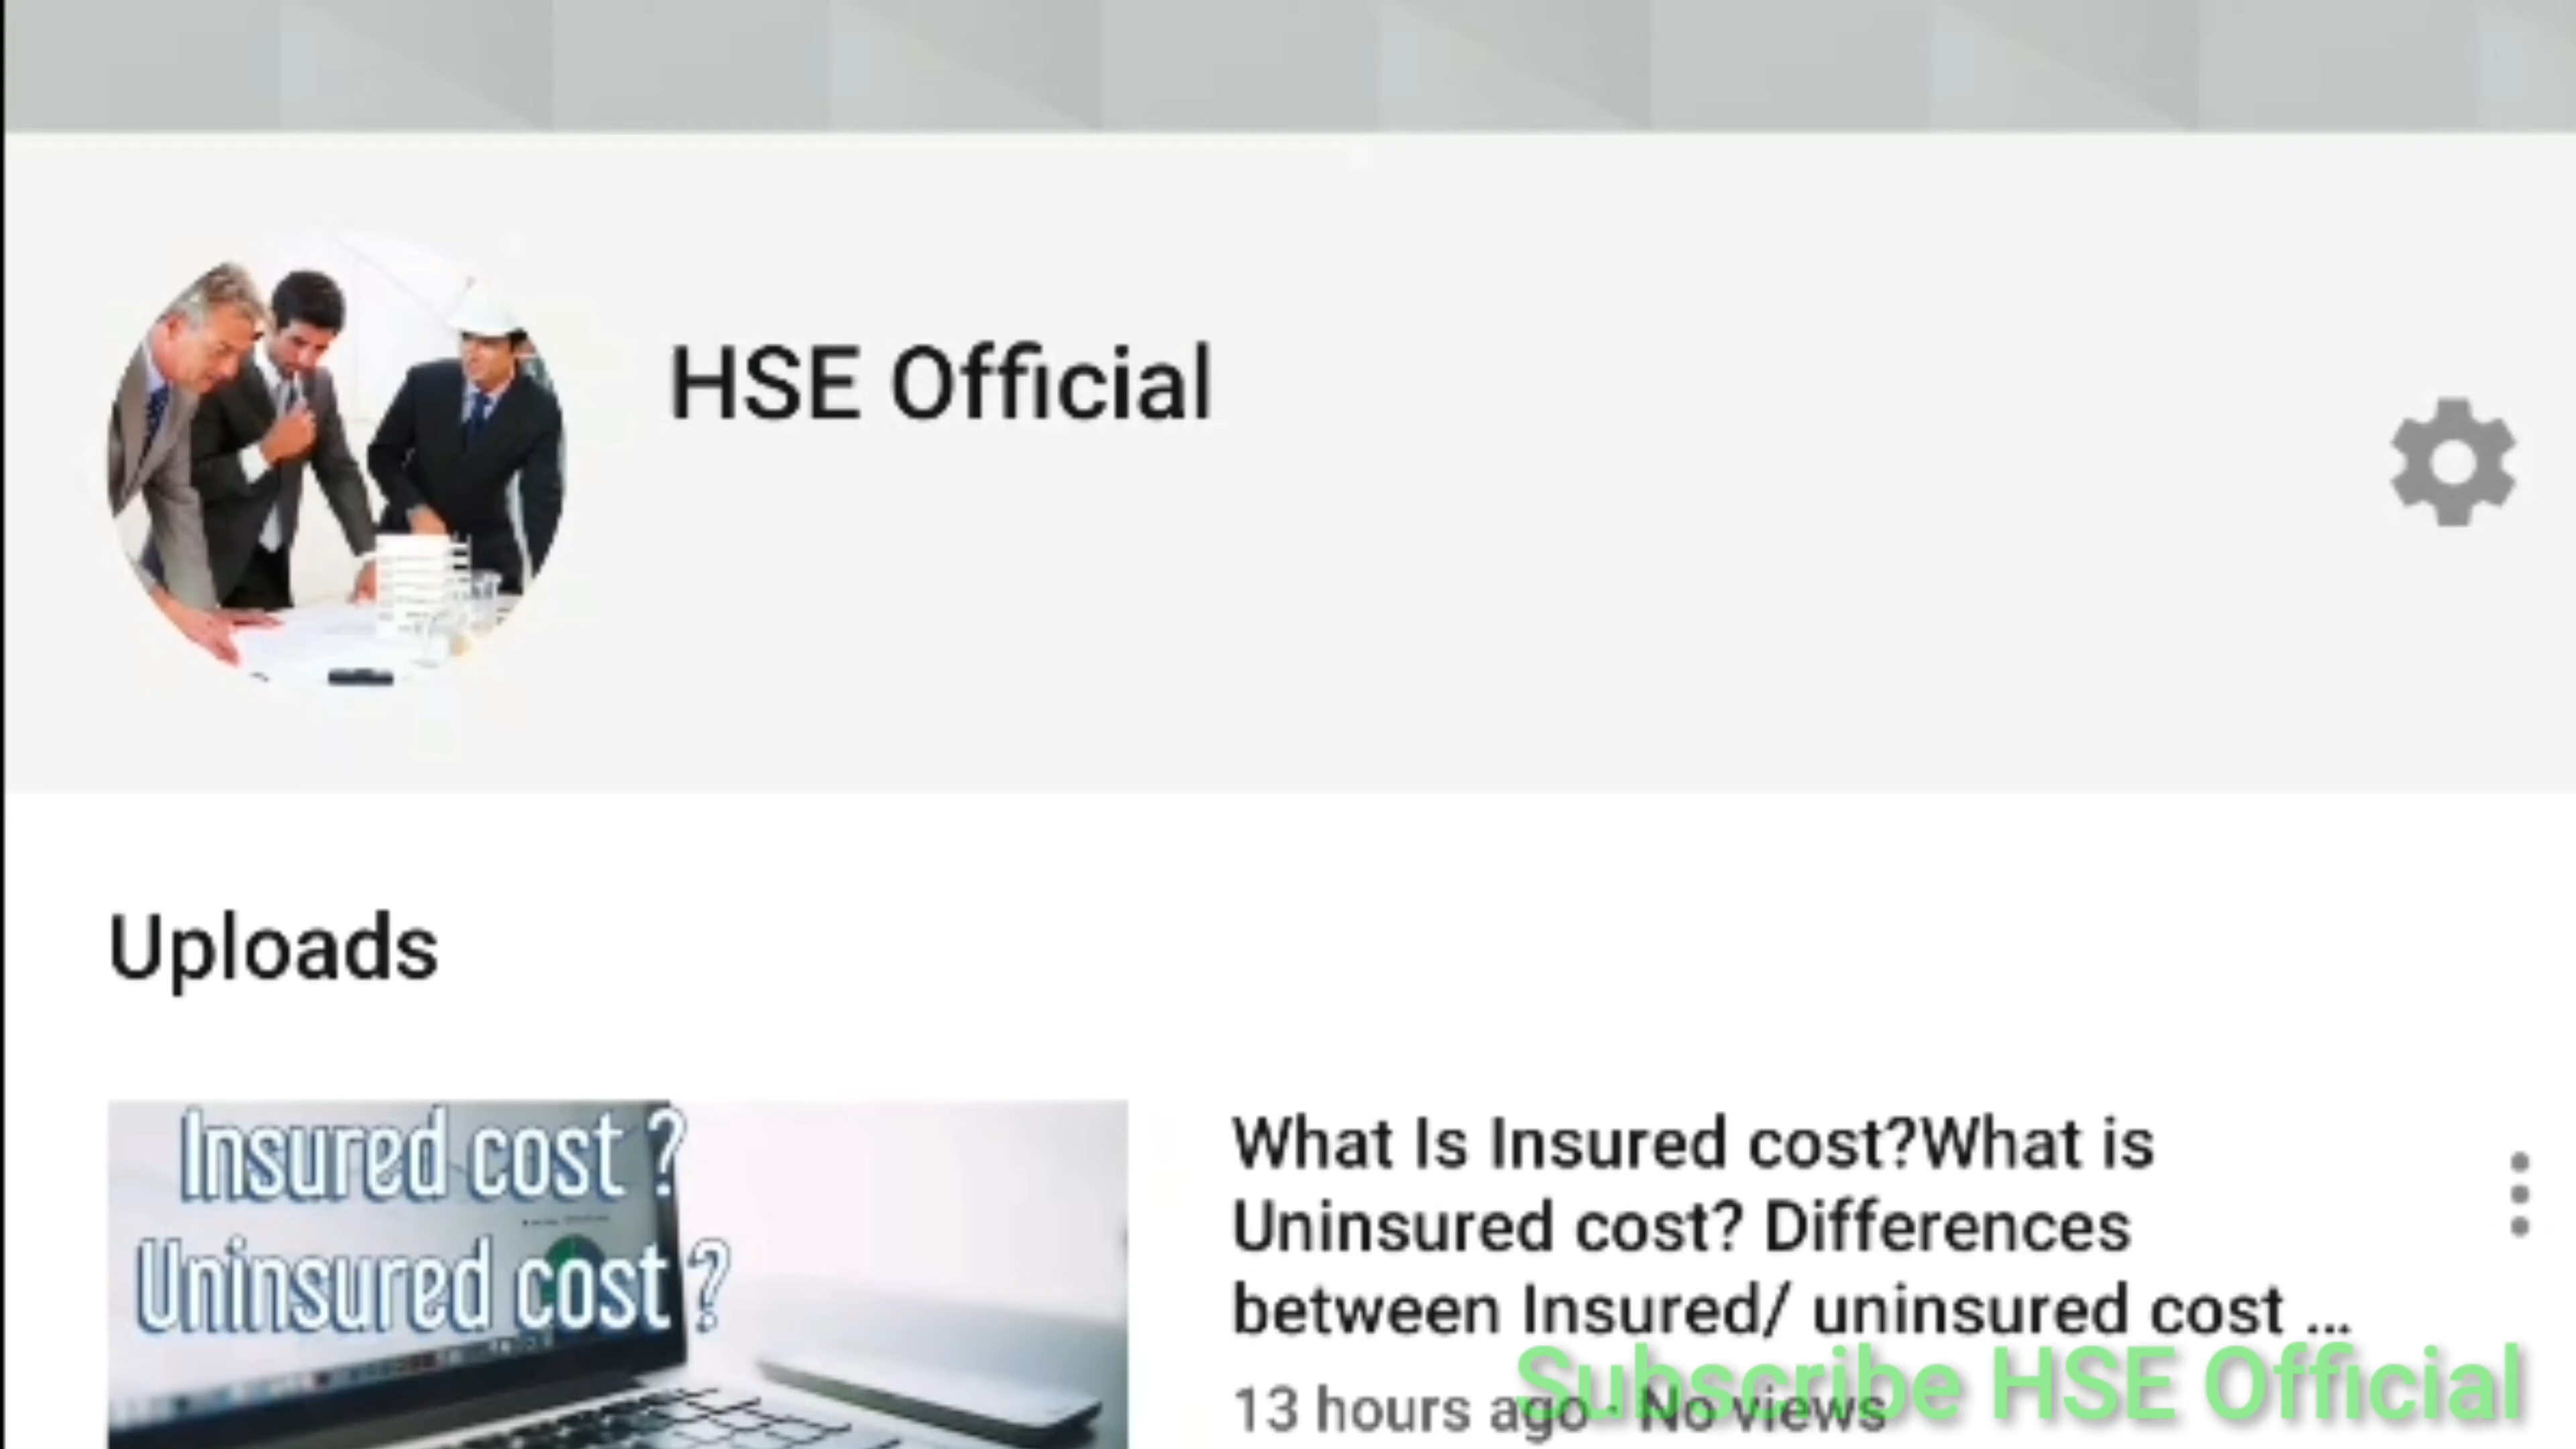 HSE Official
Uploads
Insured cost ?
Uninsured cost ?
What Is Insured cost?What is
Uninsured cost? Differences
between Insured/ uninsured cost ...
13 hours ago · No views
Subscribe HSE Official